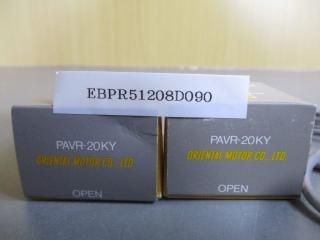 EBPR51208D090
PAVR-20KY
ORIENTAL MOTOR CO., LTD.
OPEN
PAVR-20KY
ORIENTAL MOTOR CO., LTD.
OPEN